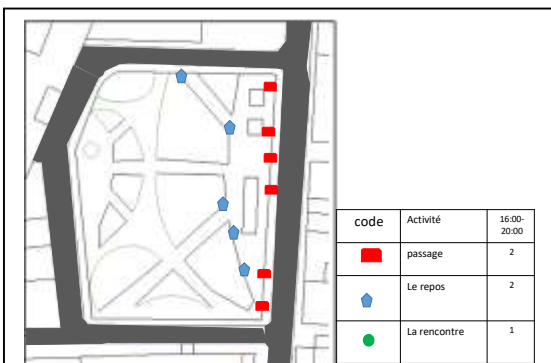 code Activité 16:00-
20:00
passage 2
Le repos 2
La rencontre 1